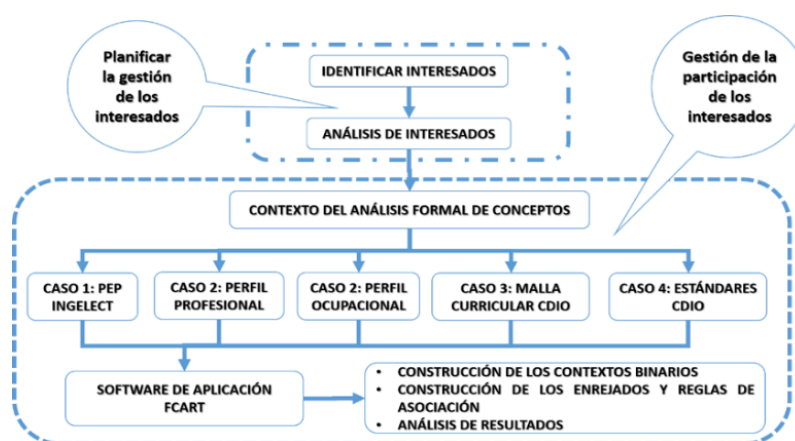 Planificar
la gestión
de los
interesados
IDENTIFICAR INTERESADOS
ANÁLISIS DE INTERESADOS
Gestión de la
participación
de los
interesados
CONTEXTO DEL ANÁLISIS FORMAL DE CONCEPTOS
CASO 1: PEP
INGELECT
CASO 2: PERFIL
PROFESIONAL
CASO 2: PERFIL
OCUPACIONAL
CASO 3: MALLA
CURRICULAR CDIO
CASO 4: ESTÁNDARES
CDIO
SOFTWARE DE APLICACIÓN
FCART
• CONSTRUCCIÓN DE LOS CONTEXTOS BINARIOS
• CONSTRUCCIÓN DE LOS ENREJADOS Y REGLAS DE
ASOCIACIÓN
• ANÁLISIS DE RESULTADOS